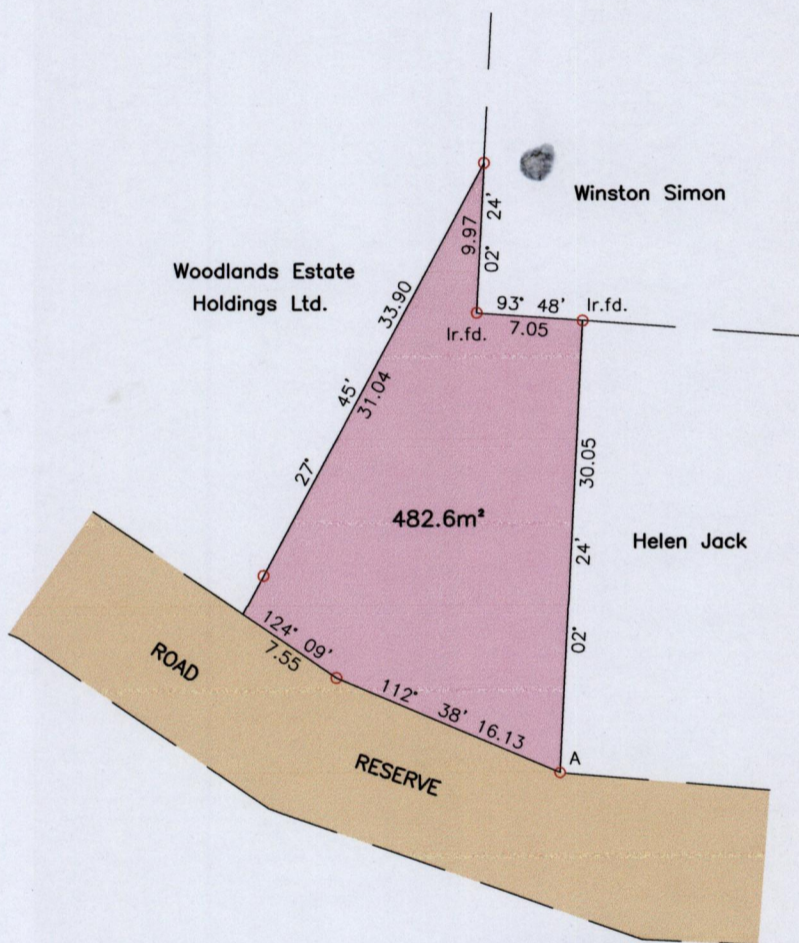 Winston Simon
24'
9.97
02°
Woodlands Estate
Holdings Ltd.
93° 48' Ir.fd.
Ir.fd. 7.05
33.90
45'
31.04
27°
30.05
482.6m²
24'
Helen Jack
02°
124° 09'
7.55
ROAD
112° 38' 16.13
A
RESERVE